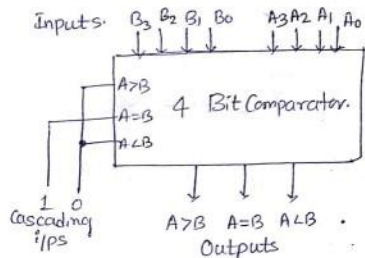 Inputs. B3 B2 B1 B0 A3 A2 A1 A0
A>B
A=B
A<B
4 Bit Comparator.
1 0
Cascading
i/ps
A>B A=B A<B .
Outputs